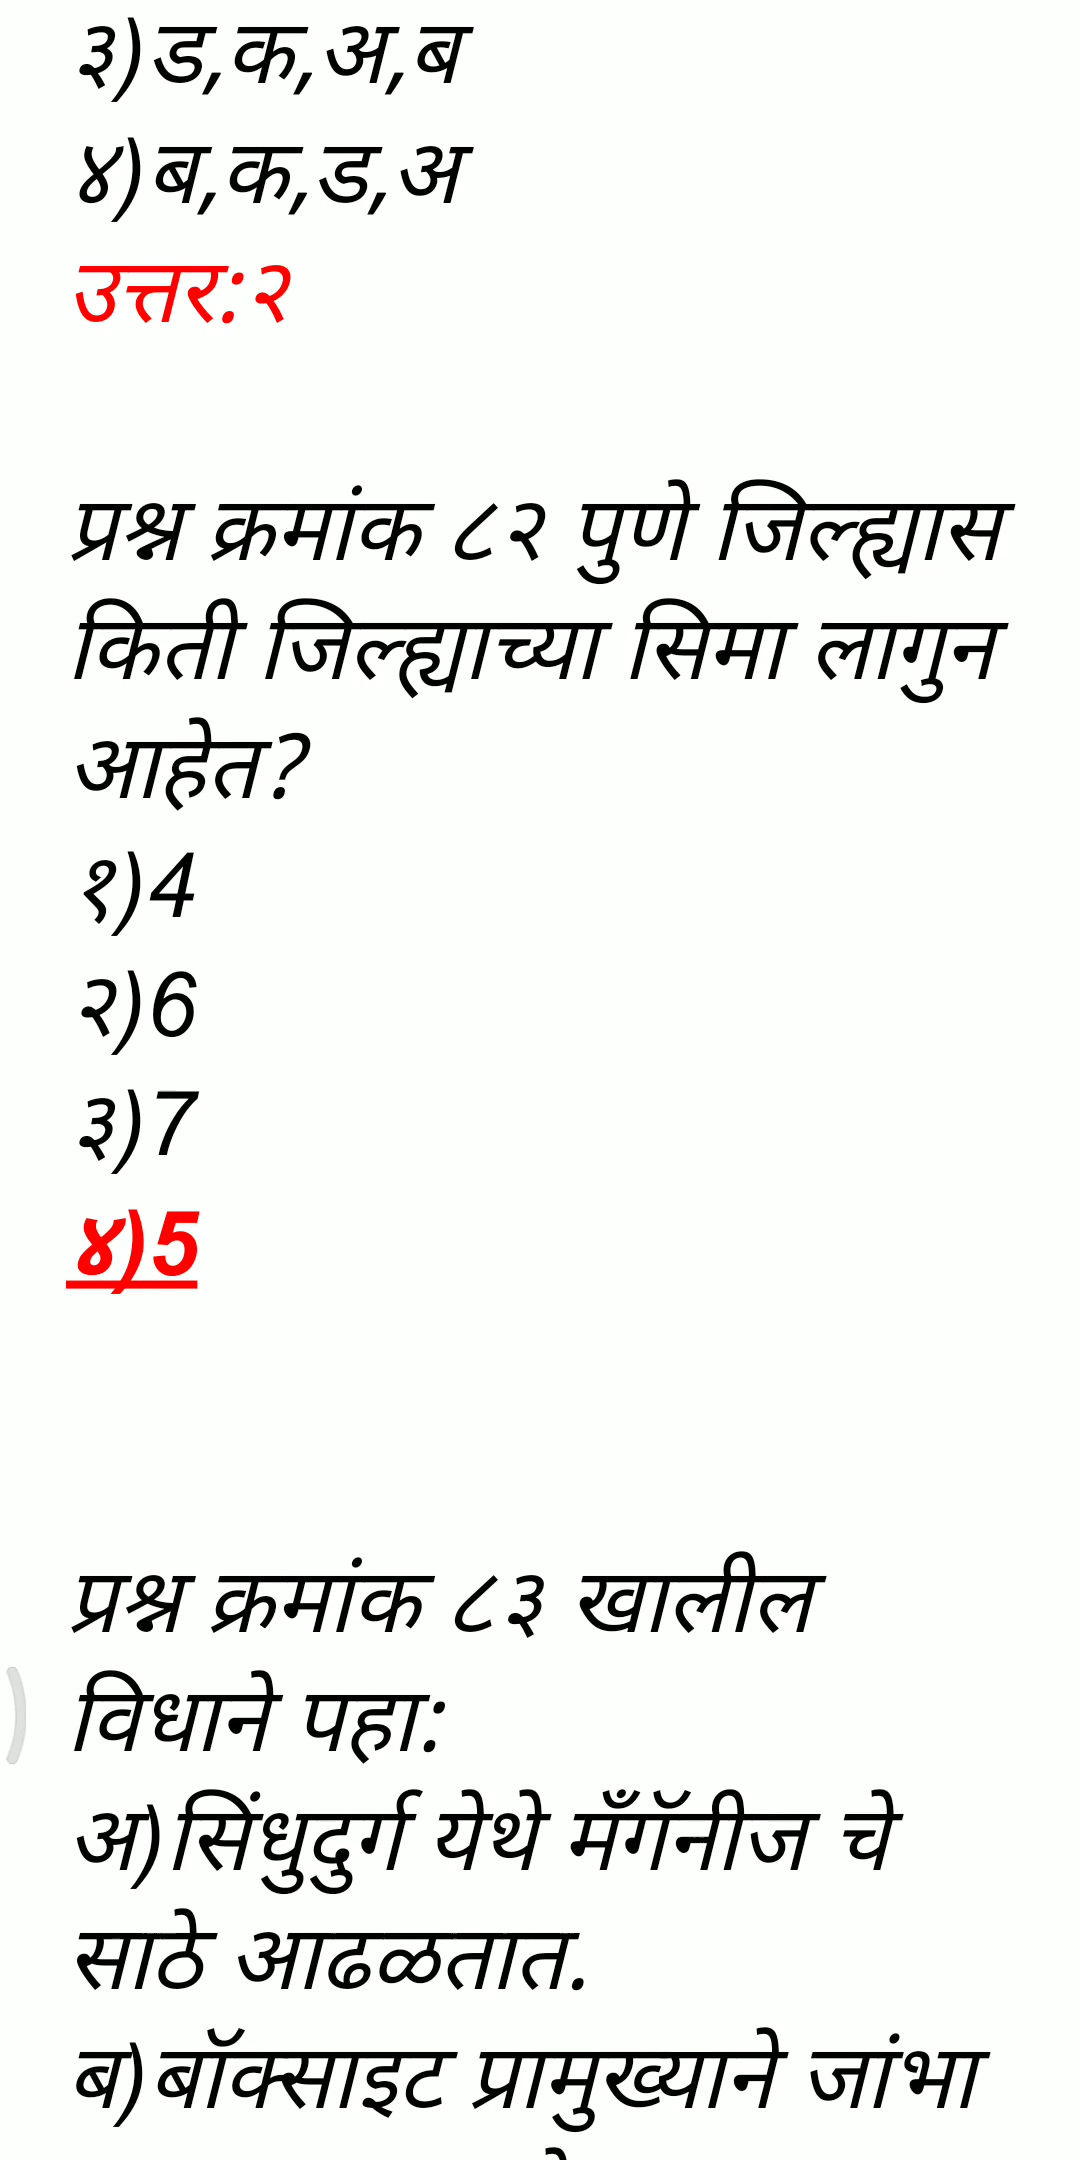 ३)ड,क,अ,ब
४)ब,क,ड,अ
उत्तर:२
प्रश्न क्रमांक ८२ पुणे जिल्ह्यास
किती जिल्ह्याच्या सिमा लागुन
आहेत?
१)4
२)6
३)7
४)5
प्रश्न क्रमांक ८३ खालील
विधाने पहा:
अ)सिंधुदुर्ग येथे मँगॅनीज चे
साठे आढळतात.
ब)बॉक्साइट प्रामुख्याने जांभा